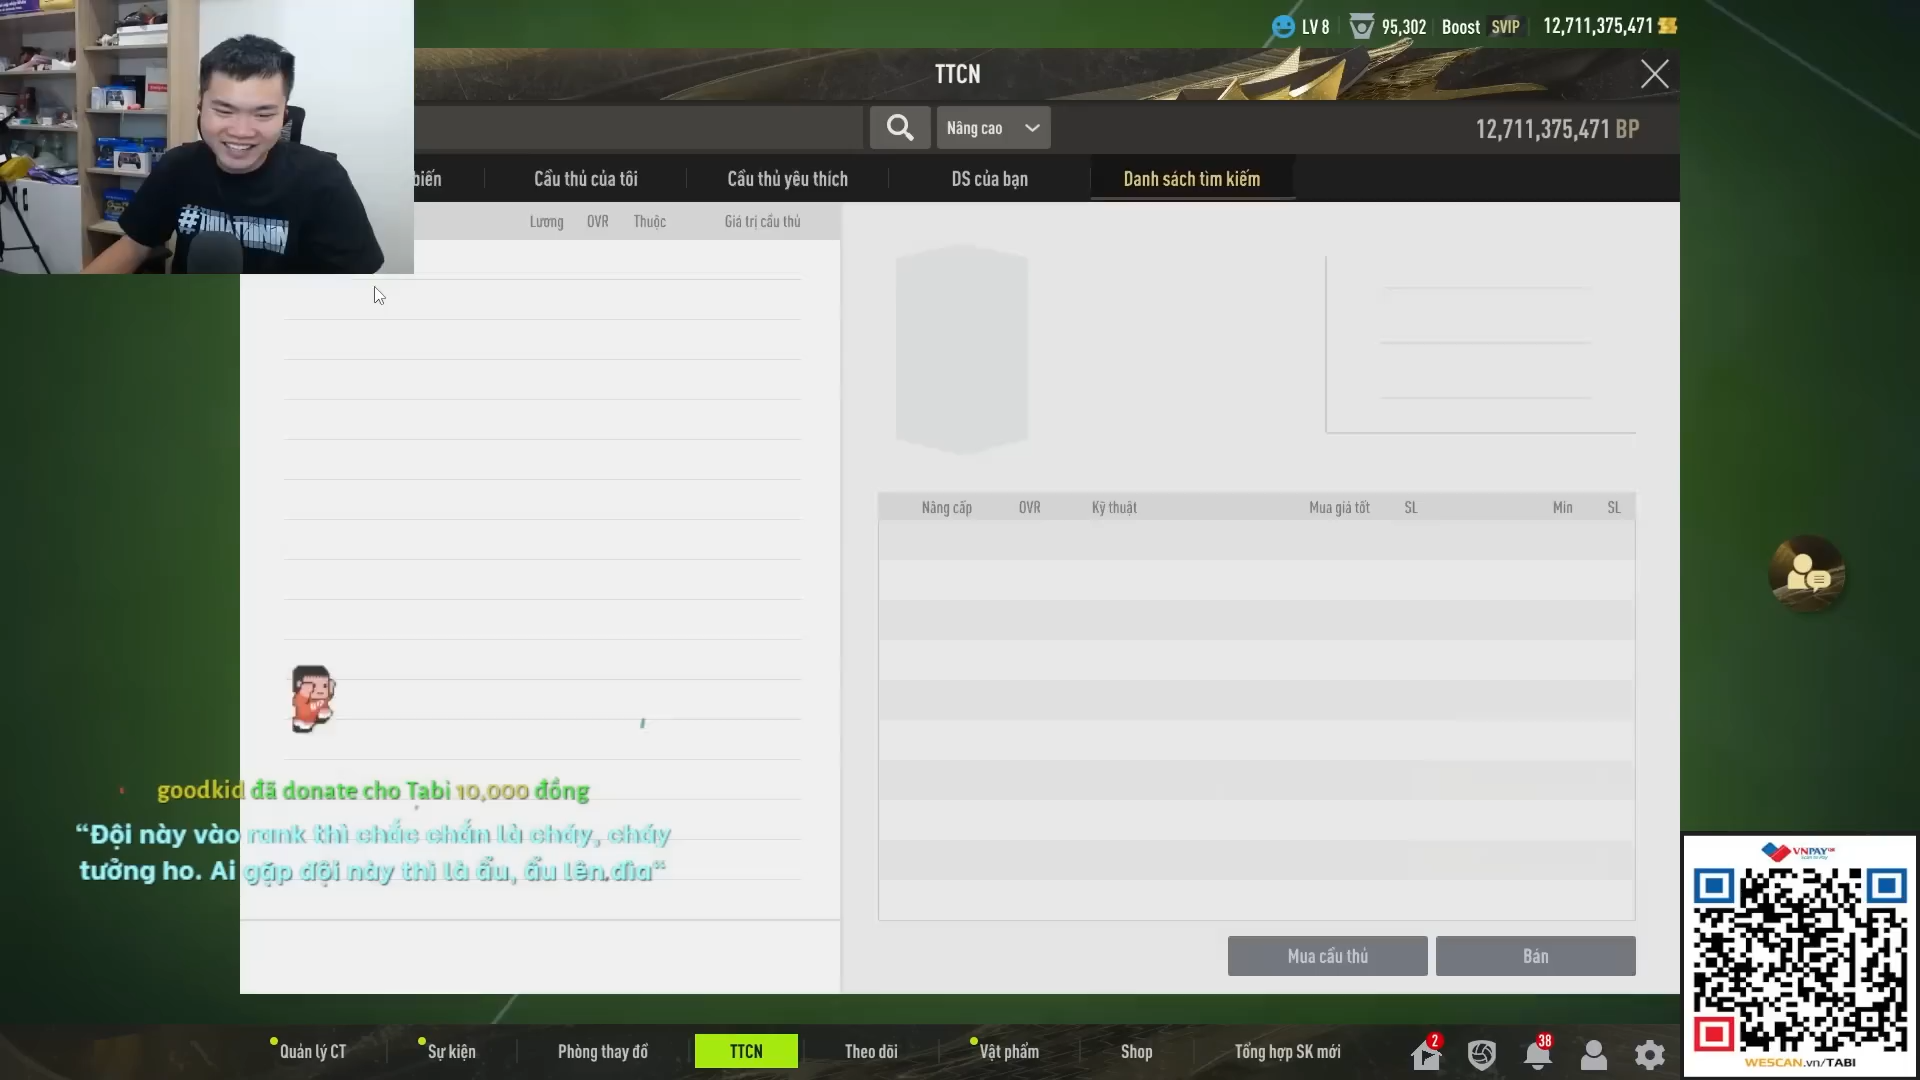 LV 8 95,302 Boost SVIP 12,711,375,471
TTCN
Nâng cao 12,711,375,471 BP
biến Cầu thủ của tôi Cầu thủ yêu thích DS của bạn Danh sách tìm kiếm
Lương OVR Thuộc Giá trị cầu thủ
Nâng cấp OVR Kỹ thuật Mua giá tốt SL Min SL
goodkid đã donate cho Tabi 10,000 đồng
“Đội này vào rank thì chắc chắn là cháy, cháy
tưởng ho. Ai gặp đội này thì là ẩu, ẩu lên đìa“
Mua cầu thủ Bán
VNPAY
WESCAN.vn/TABI
Quản lý CT Sự kiện Phòng thay đồ TTCN Theo dõi Vật phẩm Shop Tổng hợp SK mới 2 38